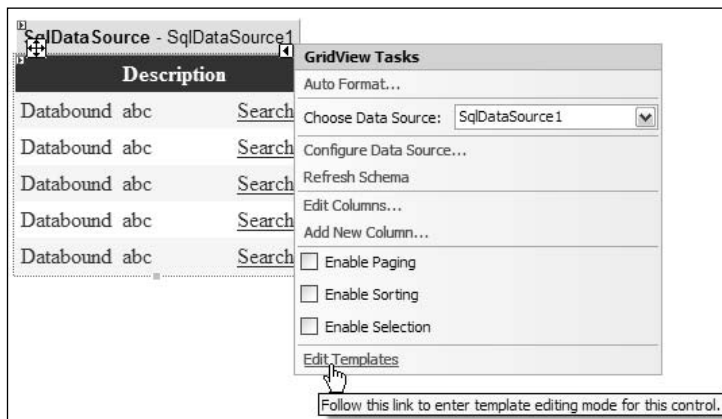 SqlDataSource - SqlDataSource1
Description
Databound abc Search
Databound abc Search
Databound abc Search
Databound abc Search
Databound abc Search
GridView Tasks
Auto Format...
Choose Data Source: SqlDataSource1
Configure Data Source...
Refresh Schema
Edit Columns...
Add New Column...
Enable Paging
Enable Sorting
Enable Selection
Edit Templates
Follow this link to enter template editing mode for this control.